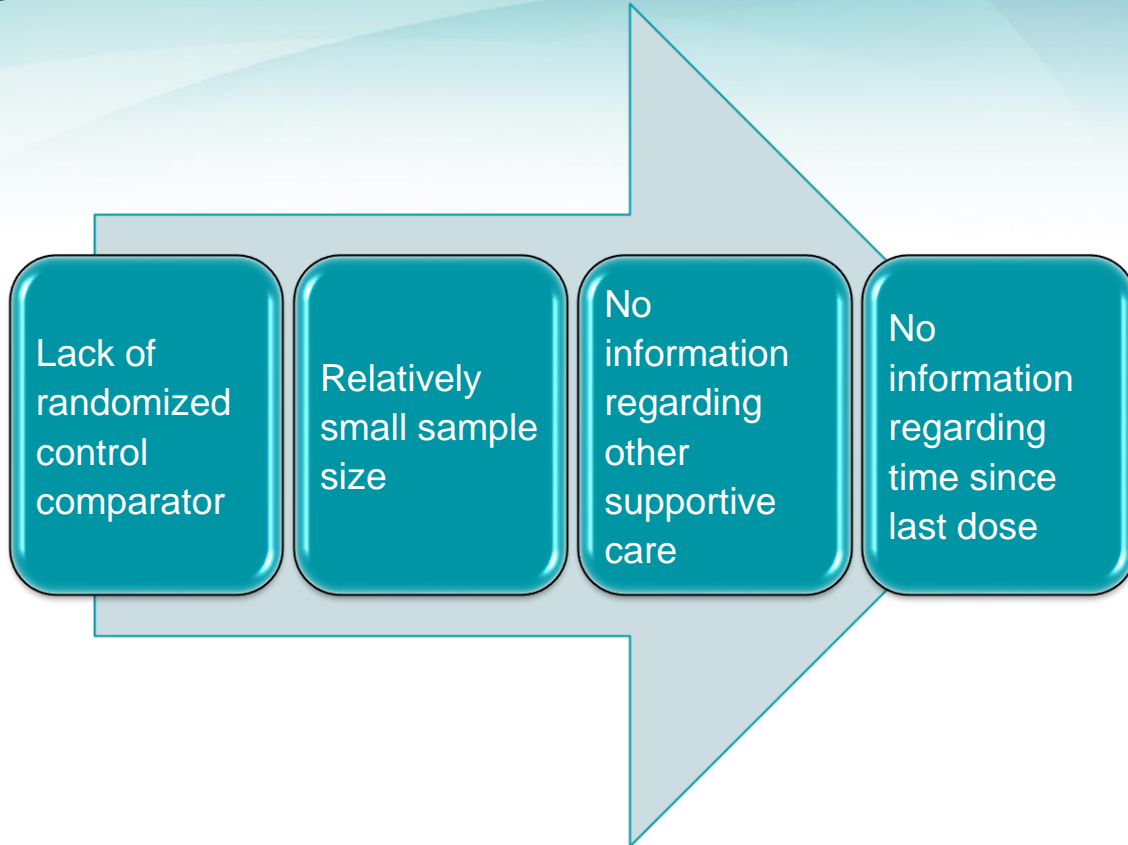 Lack of
randomized
control
comparator
Relatively
small sample
size
No
information
regarding
other
supportive
care
No
information
regarding
time since
last dose